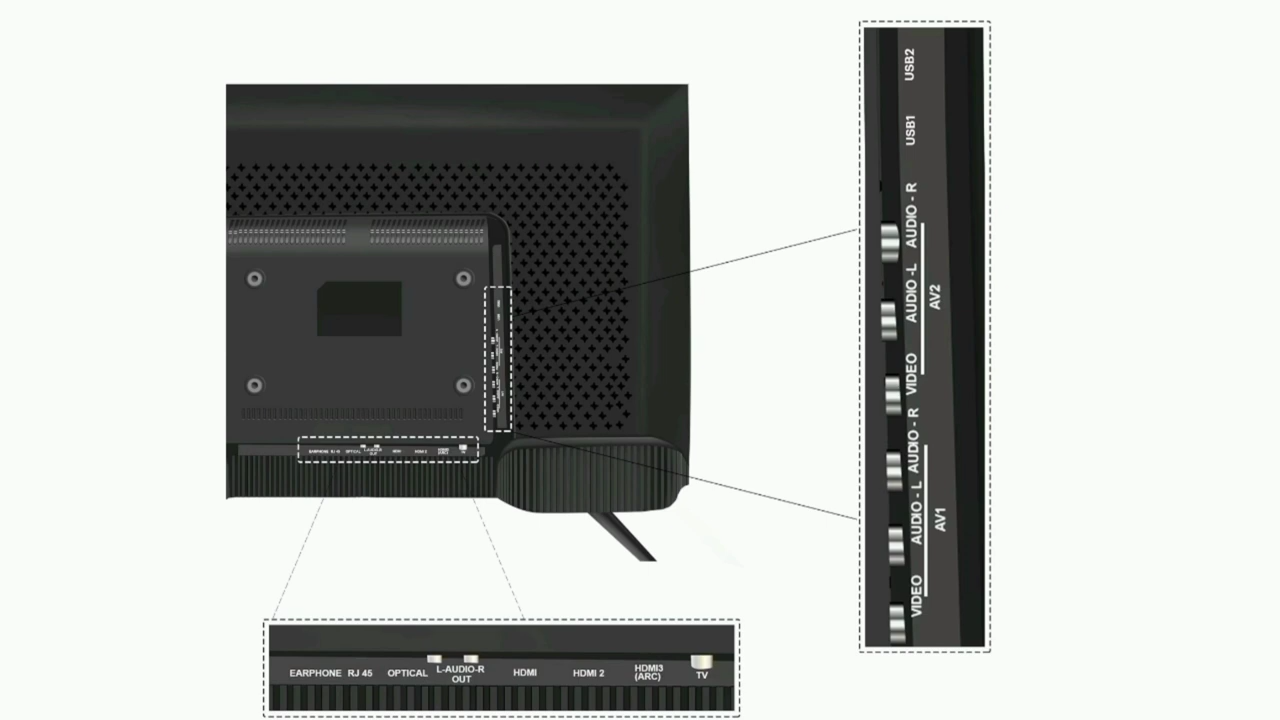 USB2
USB1
AUDIO - R
AUDIO -L
VIDEO
AV2
AUDIO - R
AUDIO - L
VIDEO
AV1
EARPHONE RJ 45 OPTICAL L-AUDIO-R OUT HDMI HDMI 2 HDMI3 (ARC) TV